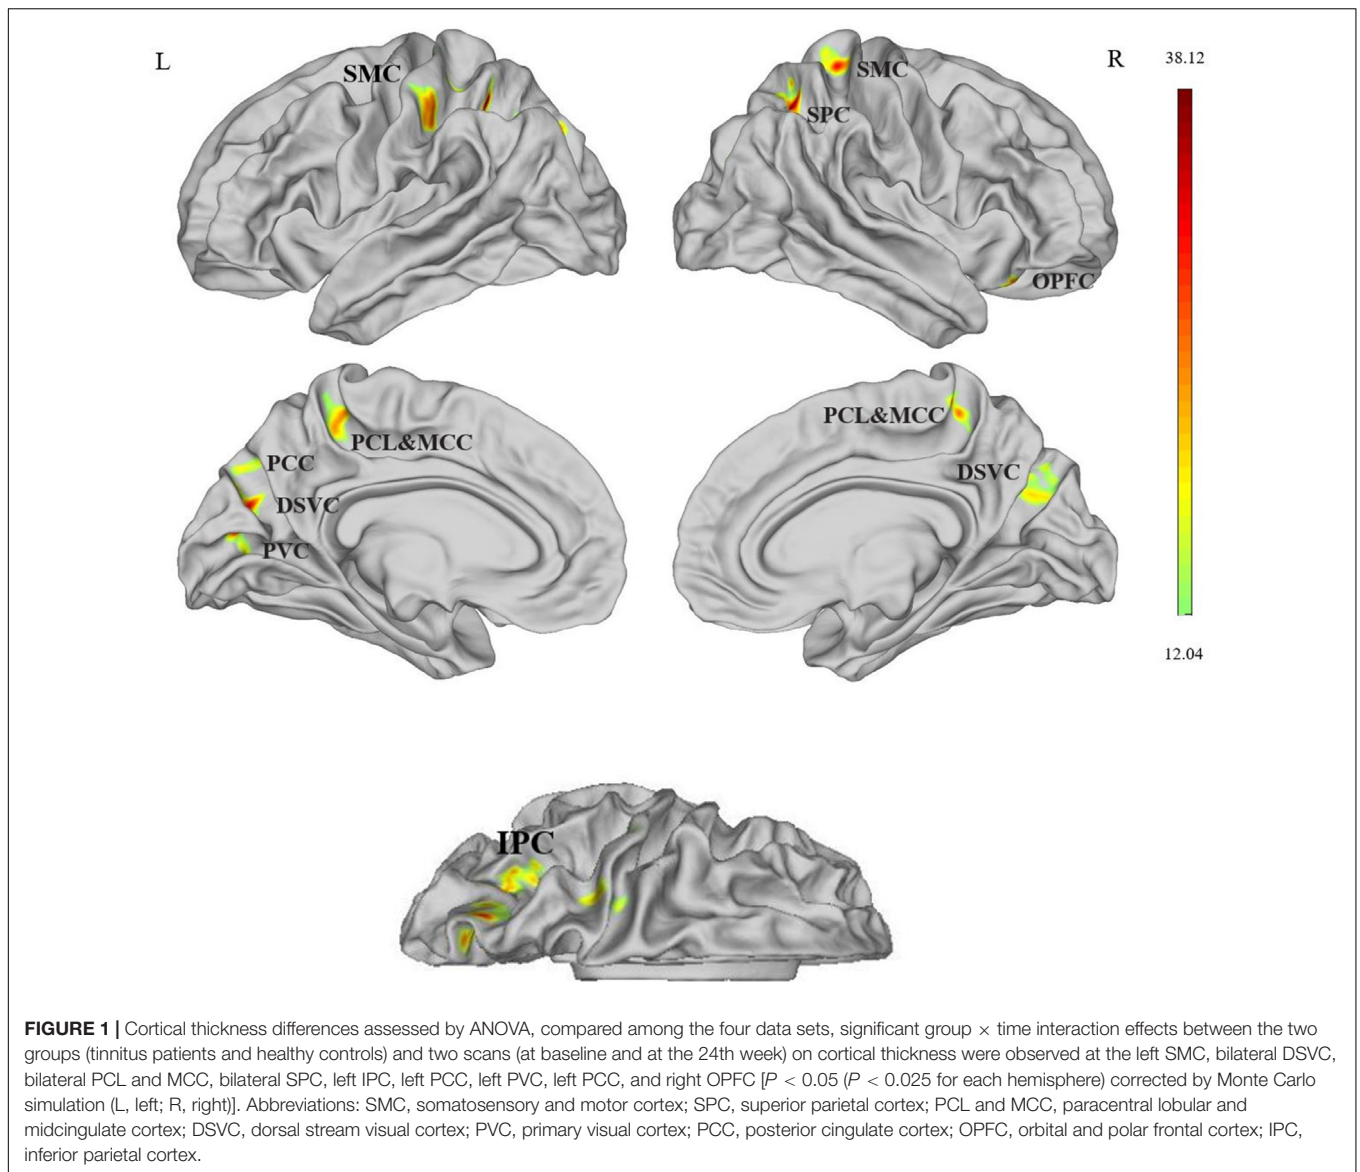 L
R
38.12
SMC
SMC
SPC
OPFC
PCL&MCC
PCL&MCC
PCC
DSVC
DSVC
PVC
12.04
IPC
FIGURE 1 | Cortical thickness differences assessed by ANOVA, compared among the four data sets, significant group × time interaction effects between the two
groups (tinnitus patients and healthy controls) and two scans (at baseline and at the 24th week) on cortical thickness were observed at the left SMC, bilateral DSVC,
bilateral PCL and MCC, bilateral SPC, left IPC, left PCC, left PVC, left PCC, and right OPFC [P < 0.05 (P < 0.025 for each hemisphere) corrected by Monte Carlo
simulation (L, left; R, right)]. Abbreviations: SMC, somatosensory and motor cortex; SPC, superior parietal cortex; PCL and MCC, paracentral lobular and
midcingulate cortex; DSVC, dorsal stream visual cortex; PVC, primary visual cortex; PCC, posterior cingulate cortex; OPFC, orbital and polar frontal cortex; IPC,
inferior parietal cortex.